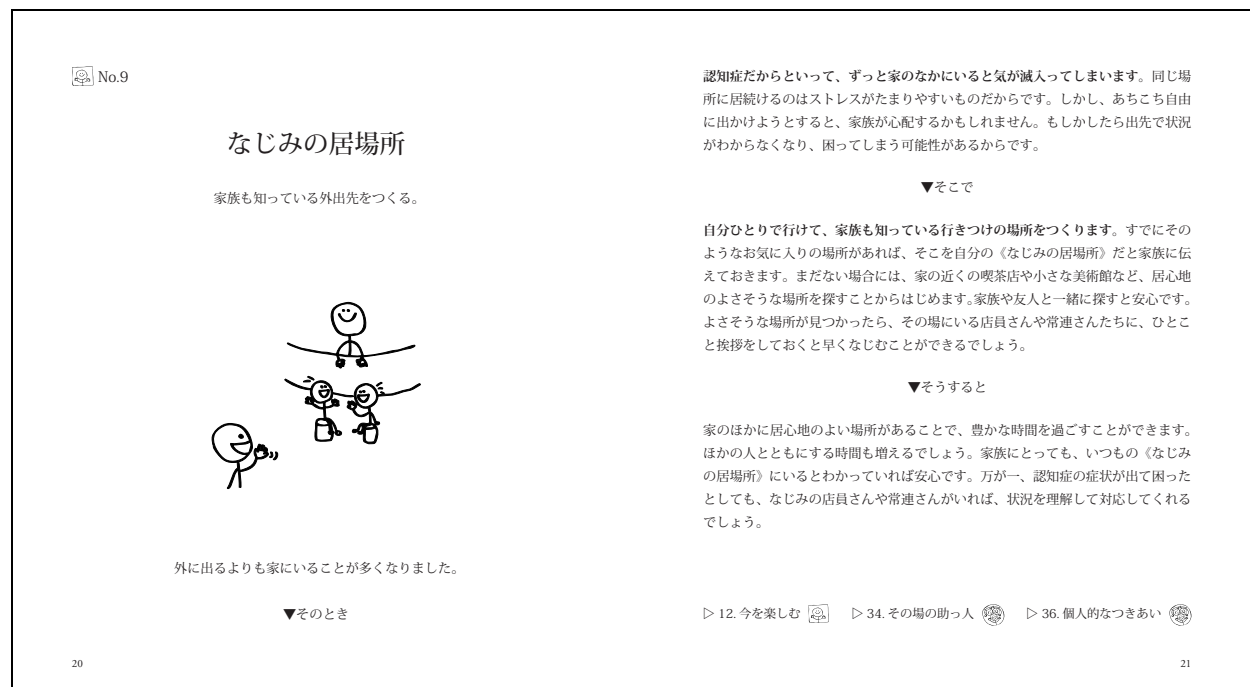 No.9
なじみの居場所
家族も知っている外出先をつくる。
外に出るよりも家にいることが多くなりました。
▼そのとき
20
認知症だからといって、ずっと家のなかにいると気が滅入ってしまいます。同じ場
所に居続けるのはストレスがたまりやすいものだからです。しかし、あちこち自由
に出かけようとすると、家族が心配するかもしれません。もしかしたら出先で状況
がわからなくなり、困ってしまう可能性があるからです。
▼そこで
自分ひとりで行けて、家族も知っている行きつけの場所をつくります。すでにその
ようなお気に入りの場所があれば、そこを自分の《なじみの居場所》だと家族に伝
えておきます。まだない場合には、家の近くの喫茶店や小さな美術館など、居心地
のよさそうな場所を探すことからはじめます。家族や友人と一緒に探すと安心です。
よさそうな場所が見つかったら、その場にいる店員さんや常連さんたちに、ひとこ
と挨拶をしておくと早くなじむことができるでしょう。
▼そうすると
家のほかに居心地のよい場所があることで、豊かな時間を過ごすことができます。
ほかの人とともにする時間も増えるでしょう。家族にとっても、いつもの《なじみ
の居場所》にいるとわかっていれば安心です。万が一、認知症の症状が出て困った
としても、なじみの店員さんや常連さんがいれば、状況を理解して対応してくれる
でしょう。
▷ 12. 今を楽しむ ▷ 34. その場の助っ人 ▷ 36. 個人的なつきあい
21